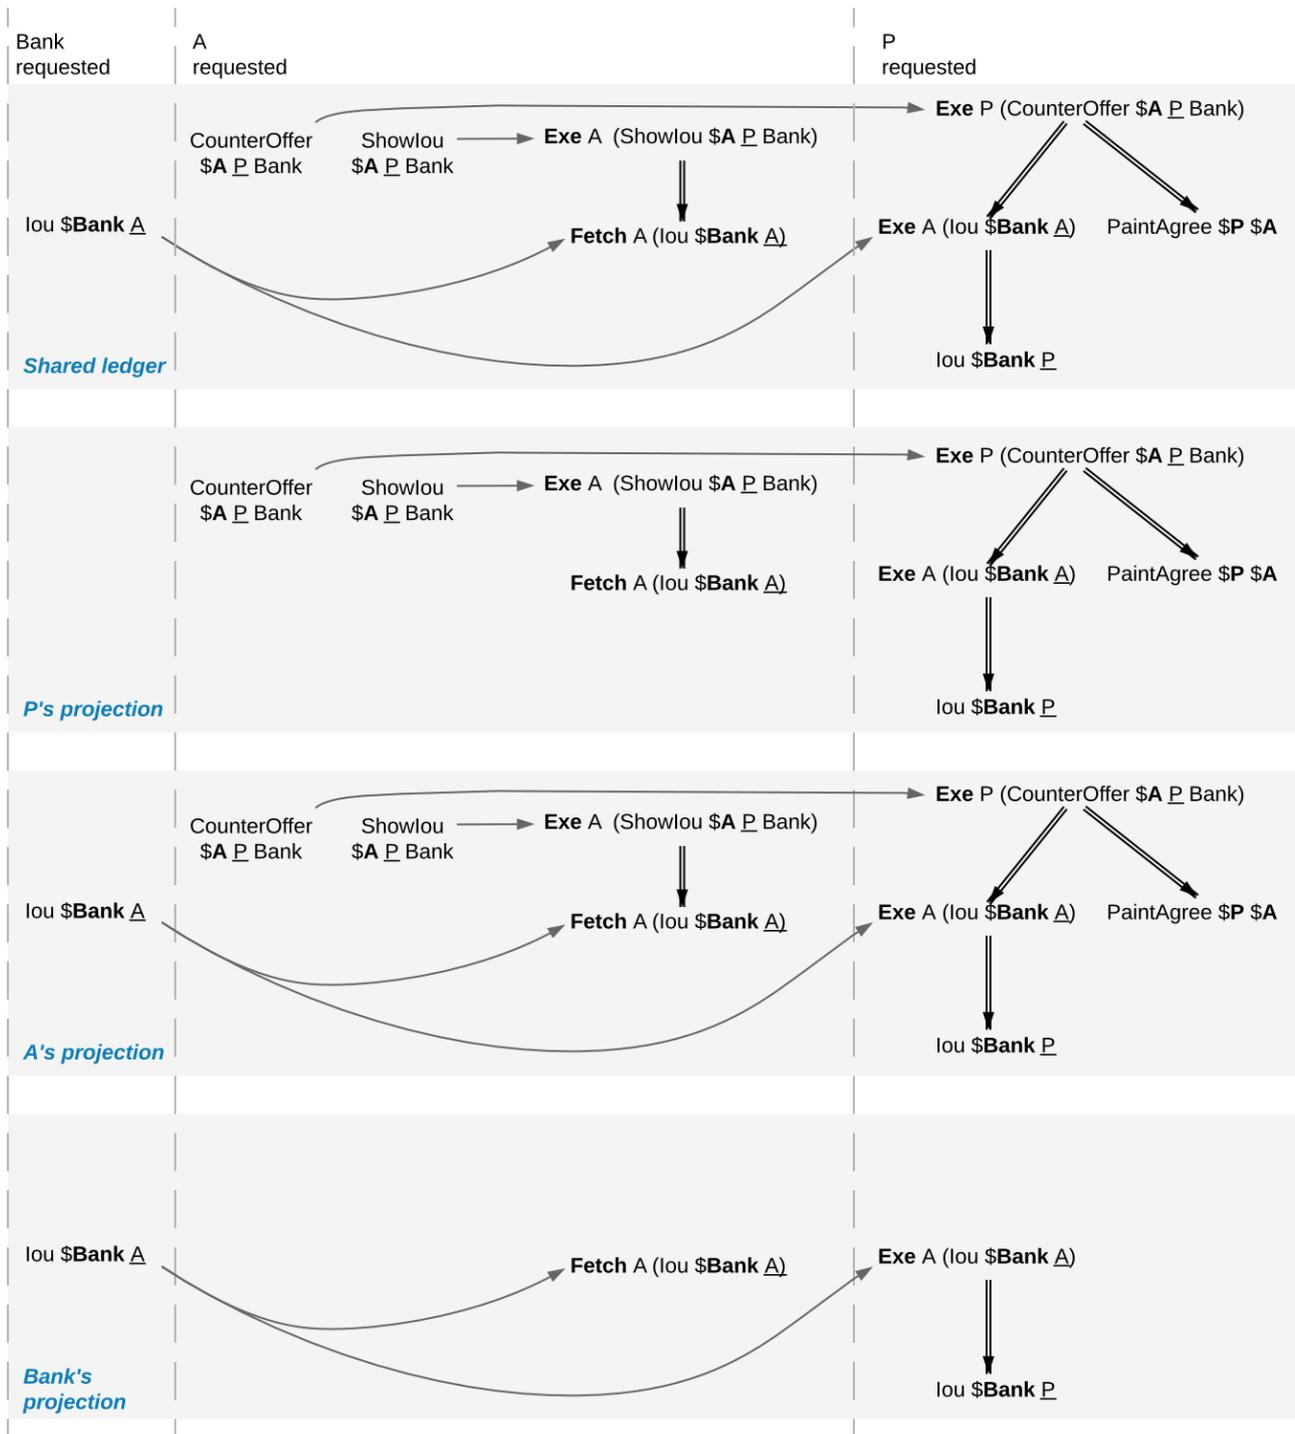 Bank
requested
A
requested
P
requested
Exe P (CounterOffer $A P Bank)
CounterOffer
$A P Bank
ShowIou
$A P Bank
Exe A (ShowIou $A P Bank)
Iou $Bank A
Fetch A (Iou $Bank A)
Exe A (Iou $Bank A)
PaintAgree $P $A
Iou $Bank P
Shared ledger
Exe P (CounterOffer $A P Bank)
CounterOffer
$A P Bank
ShowIou
$A P Bank
Exe A (ShowIou $A P Bank)
Fetch A (Iou $Bank A)
Exe A (Iou $Bank A)
PaintAgree $P $A
Iou $Bank P
P's projection
Exe P (CounterOffer $A P Bank)
CounterOffer
$A P Bank
ShowIou
$A P Bank
Exe A (ShowIou $A P Bank)
Iou $Bank A
Fetch A (Iou $Bank A)
Exe A (Iou $Bank A)
PaintAgree $P $A
Iou $Bank P
A's projection
Iou $Bank A
Fetch A (Iou $Bank A)
Exe A (Iou $Bank A)
Iou $Bank P
Bank's
projection